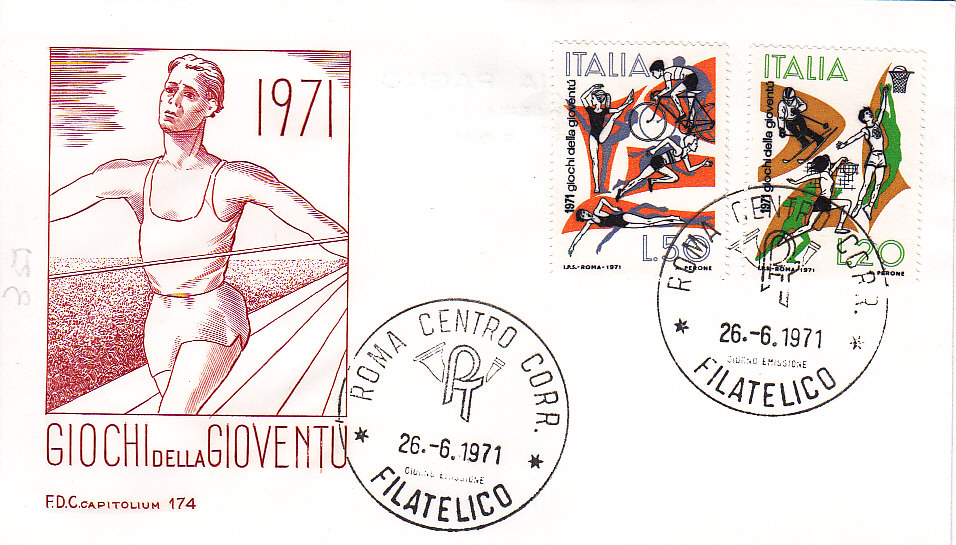 1971
GIOCHI DELLA GIOVENTÙ
F.D.C. CAPITOLIUM 174
ITALIA
1971 giochi della gioventù
L.50
I.P.S.-ROMA-1971
PERONE
ITALIA
1971 giochi della gioventù
L.20
I.P.S.-ROMA-1971
PERONE
ROMA CENTRO CORR.
PT
26.-6.1971
GIORNO EMISSIONE
FILATELICO
ROMA CENTRO CORR.
26.-6.1971
GIORNO EMISSIONE
FILATELICO